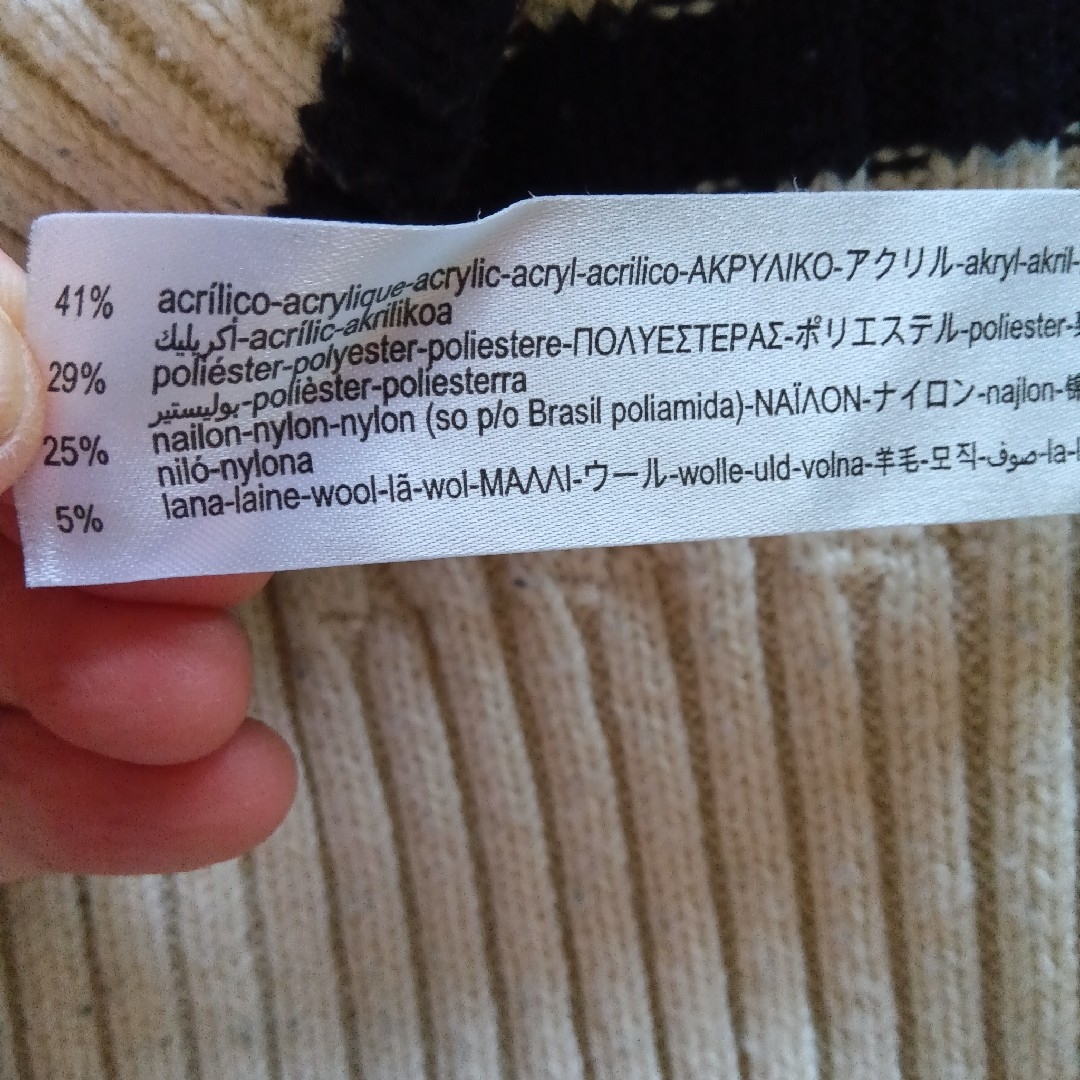 41% acrílico-acrylique-acrylic-acryl-acrilico-ΑΚΡΥΛΙΚΟ-アクリル-akryl-akril-
أكريليك-acrílic-akrilikoa
29% poliéster-polyester-poliestere-ΠΟΛΥΕΣΤΕΡΑΣ-ポリエステル-poliester-
بوليستير-polièster-poliesterra
25% nailon-nylon-nylon (so p/o Brasil poliamida)-ΝΑΪΛΟΝ-ナイロン-najlon-
niló-nylona
5% lana-laine-wool-lã-wol-ΜΑΛΛΙ-ウール-wolle-uld-volna-羊毛-모직-صوف-la-